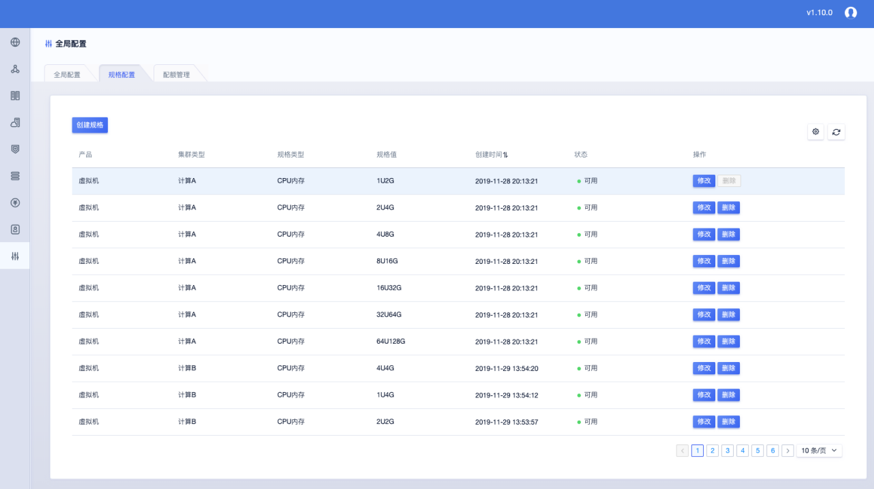 v1.10.0
全局配置
全局配置 规格配置 配额管理
创建规格
产品 集群类型 规格类型 规格值 创建时间 状态 操作
虚拟机 计算A CPU内存 1U2G 2019-11-28 20:13:21 可用 修改 删除
虚拟机 计算A CPU内存 2U4G 2019-11-28 20:13:21 可用 修改 删除
虚拟机 计算A CPU内存 4U8G 2019-11-28 20:13:21 可用 修改 删除
虚拟机 计算A CPU内存 8U16G 2019-11-28 20:13:21 可用 修改 删除
虚拟机 计算A CPU内存 16U32G 2019-11-28 20:13:21 可用 修改 删除
虚拟机 计算A CPU内存 32U64G 2019-11-28 20:13:21 可用 修改 删除
虚拟机 计算A CPU内存 64U128G 2019-11-28 20:13:21 可用 修改 删除
虚拟机 计算B CPU内存 4U4G 2019-11-29 13:54:20 可用 修改 删除
虚拟机 计算B CPU内存 1U4G 2019-11-29 13:54:12 可用 修改 删除
虚拟机 计算B CPU内存 2U2G 2019-11-29 13:53:57 可用 修改 删除
1 2 3 4 5 6 10 条/页